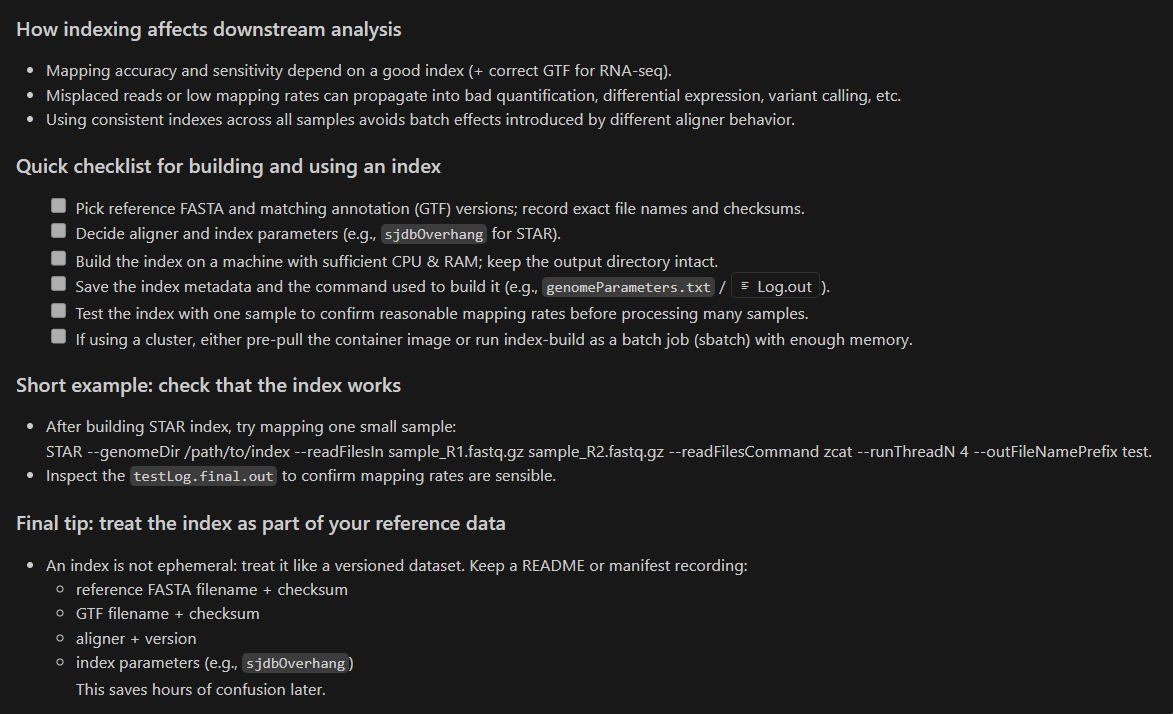 How indexing affects downstream analysis
Mapping accuracy and sensitivity depend on a good index (+ correct GTF for RNA-seq).
Misplaced reads or low mapping rates can propagate into bad quantification, differential expression, variant calling, etc.
Using consistent indexes across all samples avoids batch effects introduced by different aligner behavior.
Quick checklist for building and using an index
Pick reference FASTA and matching annotation (GTF) versions; record exact file names and checksums.
Decide aligner and index parameters (e.g., sjdbOverhang for STAR).
Build the index on a machine with sufficient CPU & RAM; keep the output directory intact.
Save the index metadata and the command used to build it (e.g., genomeParameters.txt / Log.out ).
Test the index with one sample to confirm reasonable mapping rates before processing many samples.
If using a cluster, either pre-pull the container image or run index-build as a batch job (sbatch) with enough memory.
Short example: check that the index works
After building STAR index, try mapping one small sample:
STAR --genomeDir /path/to/index --readFilesIn sample_R1.fastq.gz sample_R2.fastq.gz --readFilesCommand zcat --runThreadN 4 --outFileNamePrefix test.
Inspect the testLog.final.out to confirm mapping rates are sensible.
Final tip: treat the index as part of your reference data
An index is not ephemeral: treat it like a versioned dataset. Keep a README or manifest recording:
reference FASTA filename + checksum
GTF filename + checksum
aligner + version
index parameters (e.g., sjdbOverhang)
This saves hours of confusion later.